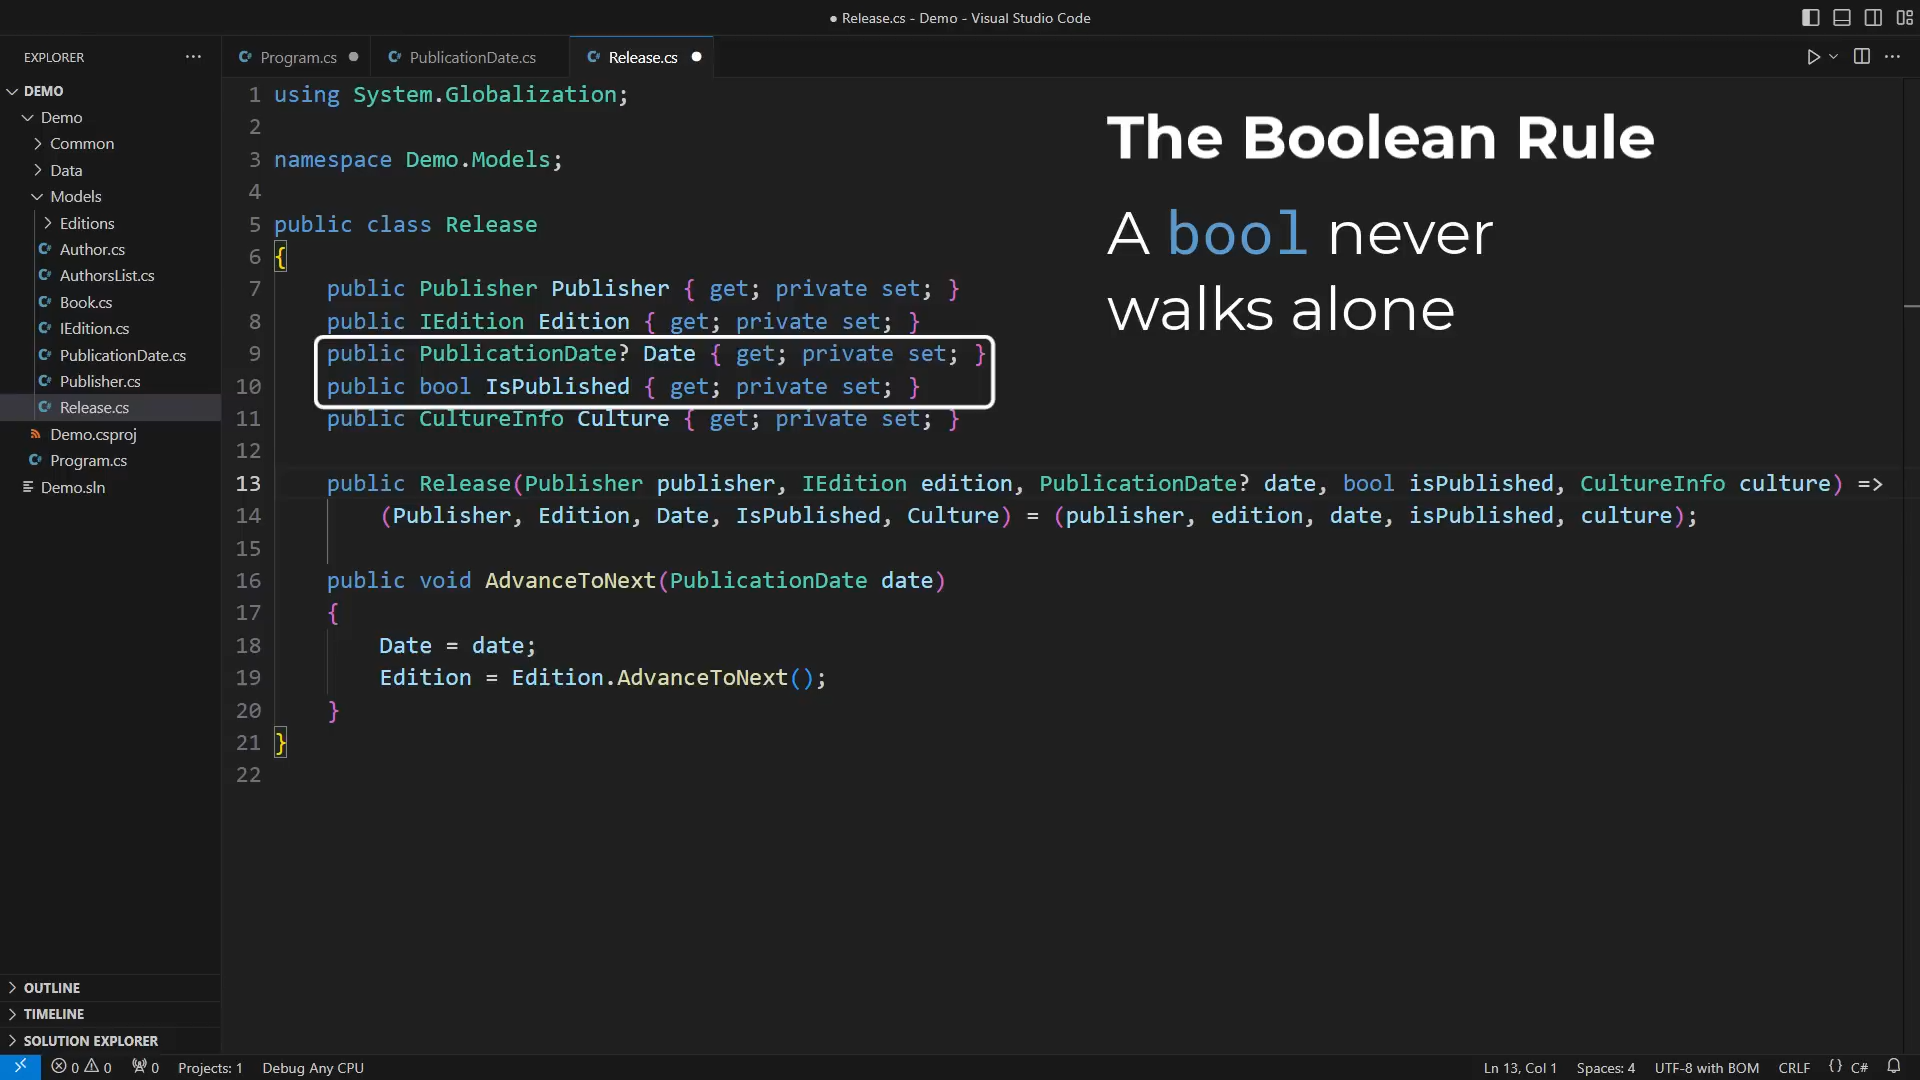 ● Release.cs - Demo - Visual Studio Code
EXPLORER
DEMO
Demo
Common
Data
Models
Editions
Author.cs
AuthorsList.cs
Book.cs
IEdition.cs
PublicationDate.cs
Publisher.cs
Release.cs
Demo.csproj
Program.cs
Demo.sln
OUTLINE
TIMELINE
SOLUTION EXPLORER
Program.cs
PublicationDate.cs
Release.cs
1 using System.Globalization;
2
3 namespace Demo.Models;
4
5 public class Release
6 {
7 public Publisher Publisher { get; private set; }
8 public IEdition Edition { get; private set; }
9 public PublicationDate? Date { get; private set; }
10 public bool IsPublished { get; private set; }
11 public CultureInfo Culture { get; private set; }
12
13 public Release(Publisher publisher, IEdition edition, PublicationDate? date, bool isPublished, CultureInfo culture) =>
14 (Publisher, Edition, Date, IsPublished, Culture) = (publisher, edition, date, isPublished, culture);
15
16 public void AdvanceToNext(PublicationDate date)
17 {
18 Date = date;
19 Edition = Edition.AdvanceToNext();
20 }
21 }
22
The Boolean Rule
A bool never
walks alone
0 0 0 Projects: 1 Debug Any CPU
Ln 13, Col 1 Spaces: 4 UTF-8 with BOM CRLF {} C#